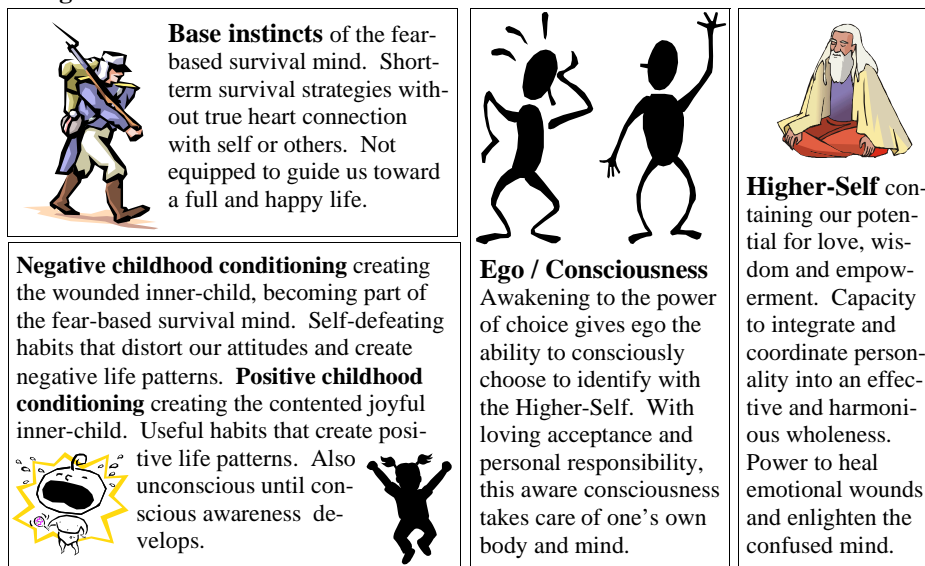 Base instincts of the fear-
based survival mind. Short-
term survival strategies with-
out true heart connection
with self or others. Not
equipped to guide us toward
a full and happy life.
Negative childhood conditioning creating
the wounded inner-child, becoming part of
the fear-based survival mind. Self-defeating
habits that distort our attitudes and create
negative life patterns. Positive childhood
conditioning creating the contented joyful
inner-child. Useful habits that create posi-
tive life patterns. Also
unconscious until con-
scious awareness de-
velops.
Ego / Consciousness
Awakening to the power
of choice gives ego the
ability to consciously
choose to identify with
the Higher-Self. With
loving acceptance and
personal responsibility,
this aware consciousness
takes care of one's own
body and mind.
Higher-Self con-
taining our poten-
tial for love, wis-
dom and empow-
erment. Capacity
to integrate and
coordinate person-
ality into an effec-
tive and harmoni-
ous wholeness.
Power to heal
emotional wounds
and enlighten the
confused mind.